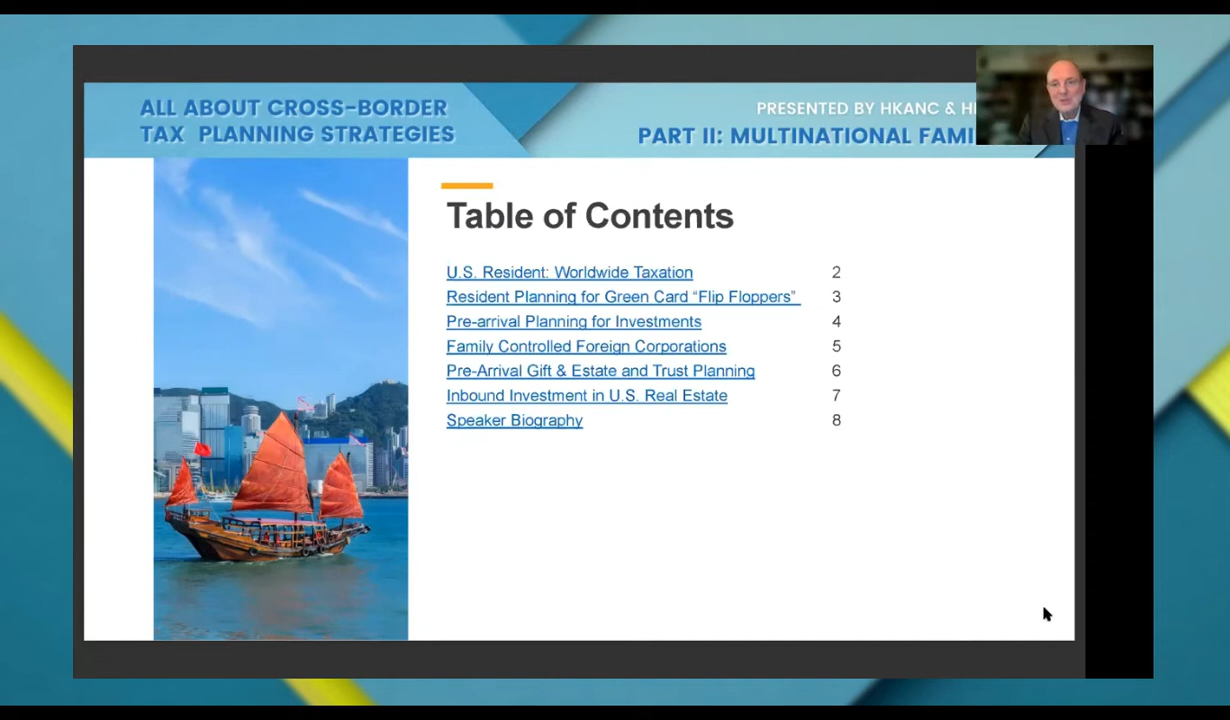 ALL ABOUT CROSS-BORDER
TAX PLANNING STRATEGIES
PRESENTED BY HKANC &
PART II: MULTINATIONAL
Table of Contents
U.S. Resident: Worldwide Taxation 2
Resident Planning for Green Card “Flip Floppers” 3
Pre-arrival Planning for Investments 4
Family Controlled Foreign Corporations 5
Pre-Arrival Gift & Estate and Trust Planning 6
Inbound Investment in U.S. Real Estate 7
Speaker Biography 8